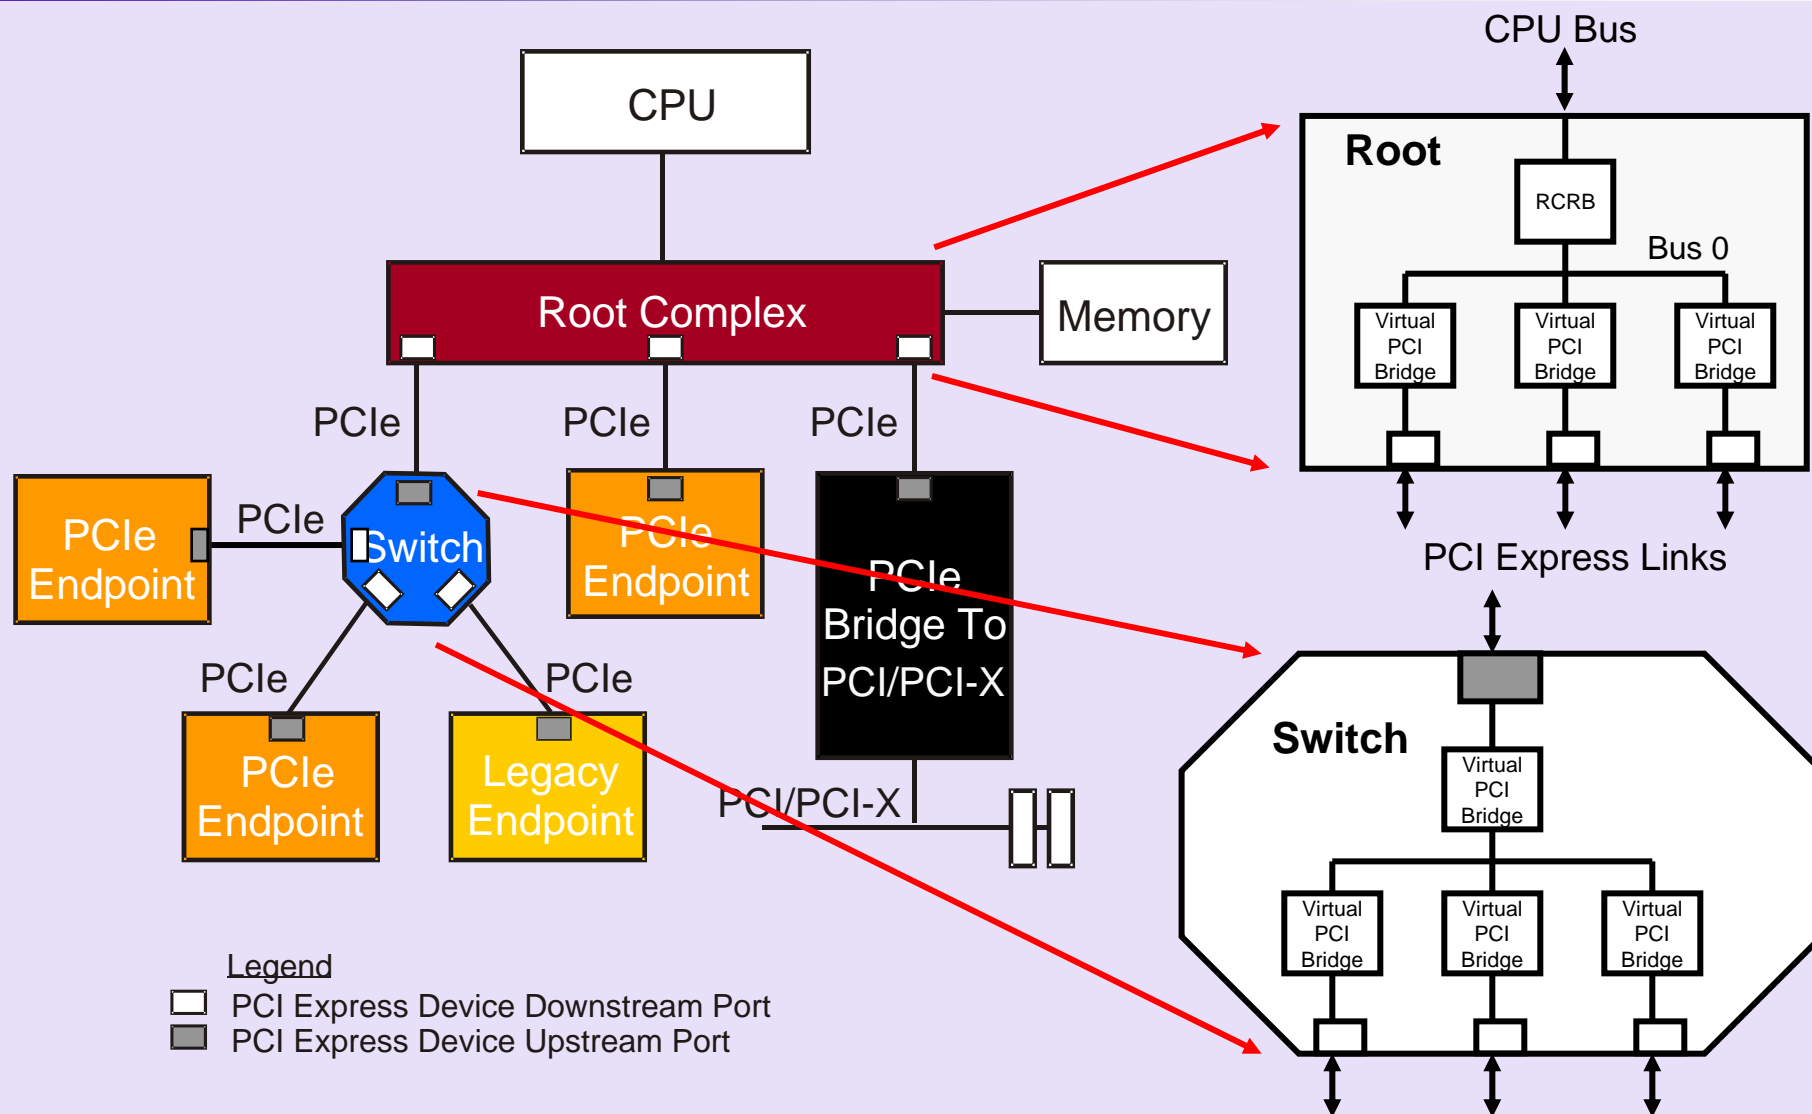 CPU
Root Complex
Memory
PCIe
PCIe
PCIe
PCIe
Endpoint
PCIe
Switch
PCIe
Endpoint
PCIe
Bridge To
PCI/PCI-X
PCIe
PCIe
PCIe
Endpoint
Legacy
Endpoint
PCI/PCI-X
Legend
PCI Express Device Downstream Port
PCI Express Device Upstream Port
CPU Bus
Root
RCRB
Bus 0
Virtual
PCI
Bridge
Virtual
PCI
Bridge
Virtual
PCI
Bridge
PCI Express Links
Switch
Virtual
PCI
Bridge
Virtual
PCI
Bridge
Virtual
PCI
Bridge
Virtual
PCI
Bridge